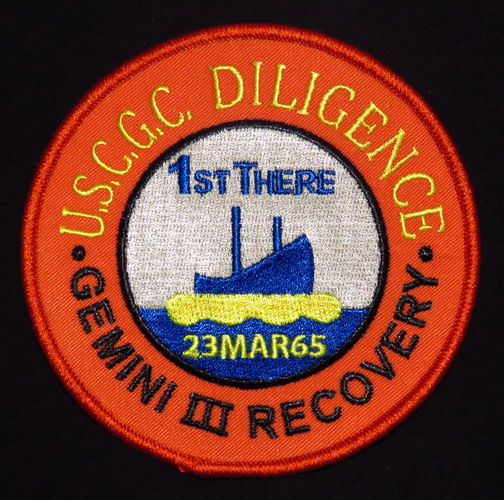 U.S.C.G.C. DILIGENCE
1ST THERE
23MAR65
• GEMINI III RECOVERY •